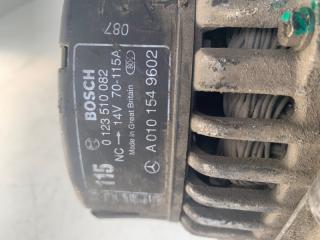 087
BOSCH
0 123 510 082
NC → 14V 70-115A
Made in Great Britain
A 010 154 9602
115